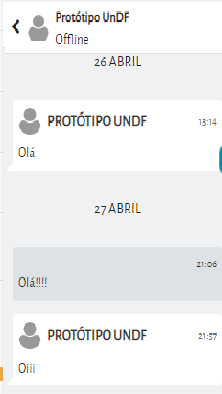 Protótipo UnDF
Offline
26 ABRIL
PROTÓTIPO UNDF 13:14
Olá
27 ABRIL
21:06
Olá!!!!
PROTÓTIPO UNDF 21:57
Oiii